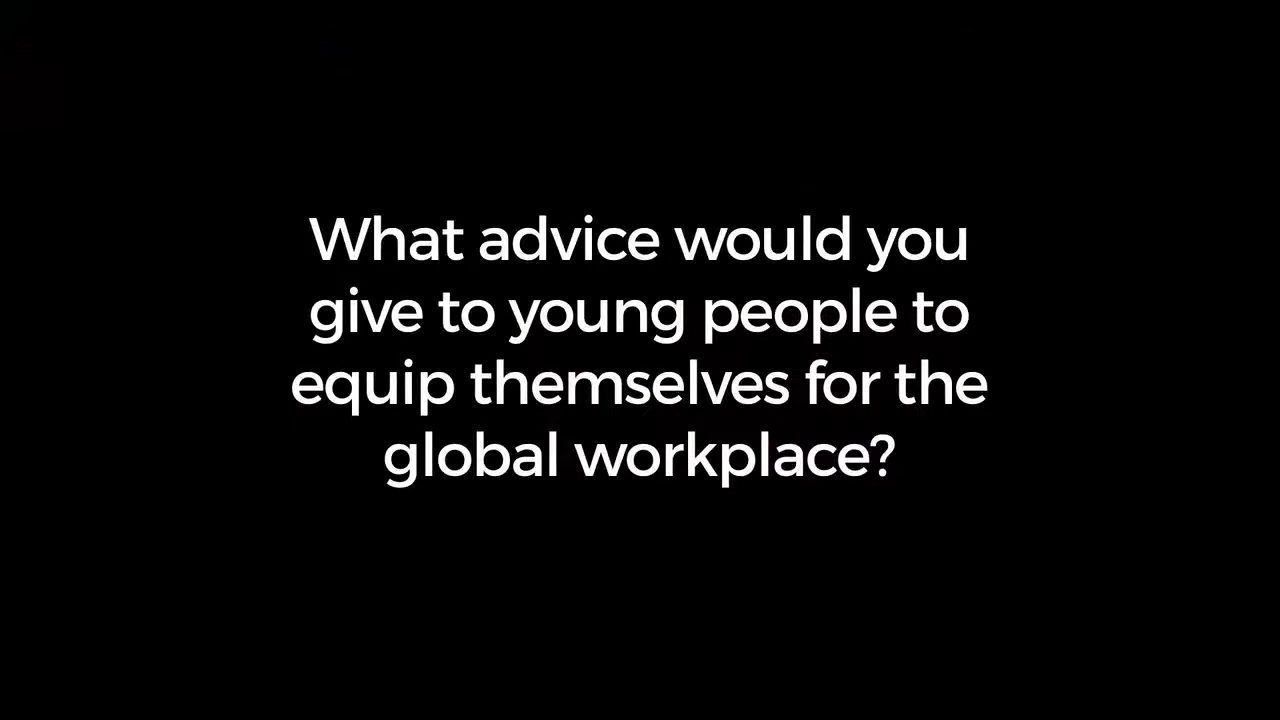 What advice would you
give to young people to
equip themselves for the
global workplace?